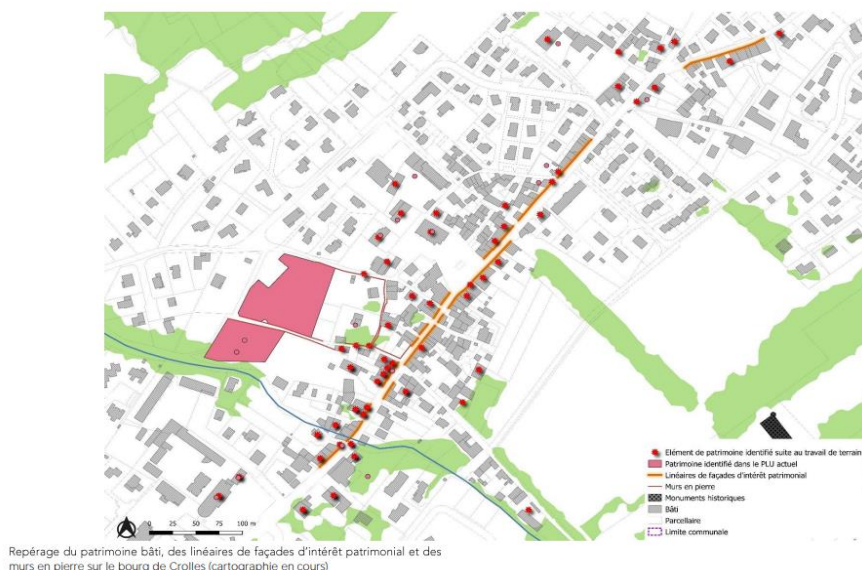 Elément de patrimoine identifié suite au travail de terrain
Patrimoine identifié dans le PLU actuel
Linéaires de façades d'intérêt patrimonial
Murs en pierre
Monuments historiques
Bâti
Parcellaire
Limite communale
0 25 50 75 100 m
Repérage du patrimoine bâti, des linéaires de façades d'intérêt patrimonial et des
murs en pierre sur le bourg de Crolles (cartographie en cours)